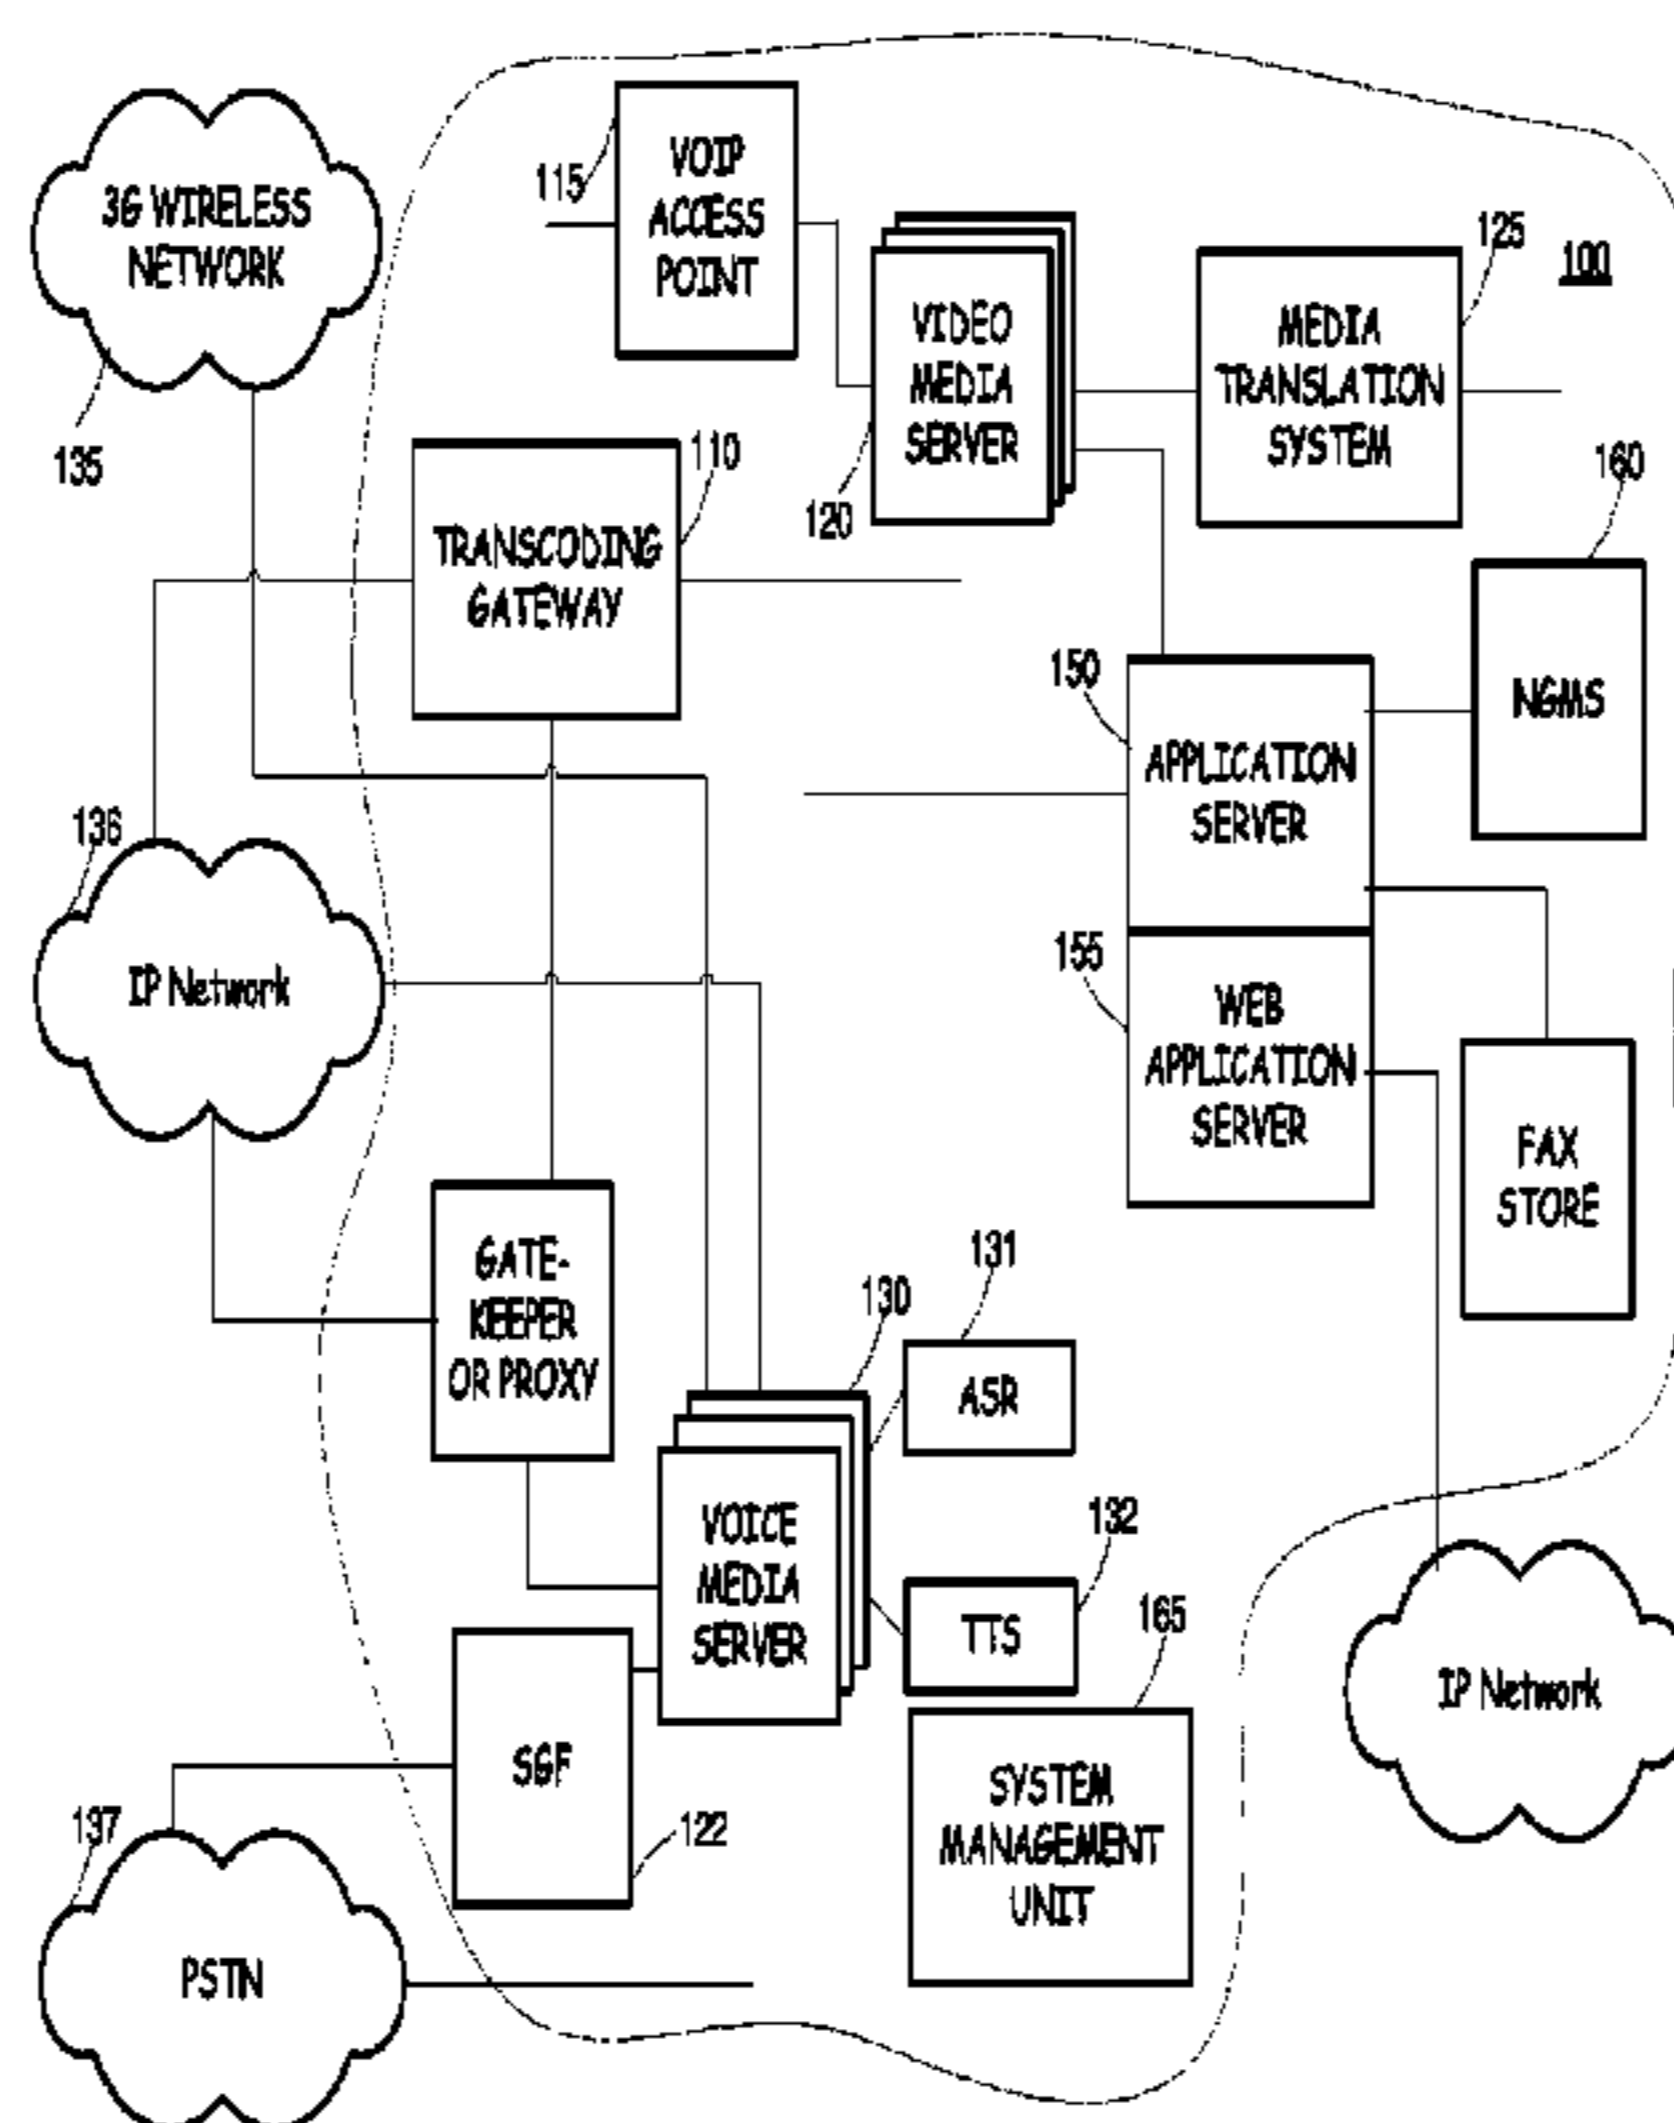 115
VOIP
ACCESS
POINT
3G WIRELESS
NETWORK
135
VIDEO
MEDIA
SERVER
120
125
100
MEDIA
TRANSLATION
SYSTEM
110
TRANSCODING
GATEWAY
160
NGMS
150
APPLICATION
SERVER
136
IP Network
155
WEB
APPLICATION
SERVER
FAX
STORE
GATE-
KEEPER
OR PROXY
131
130
ASR
VOICE
MEDIA
SERVER
132
TTS
165
SGF
122
SYSTEM
MANAGEMENT
UNIT
IP Network
137
PSTN